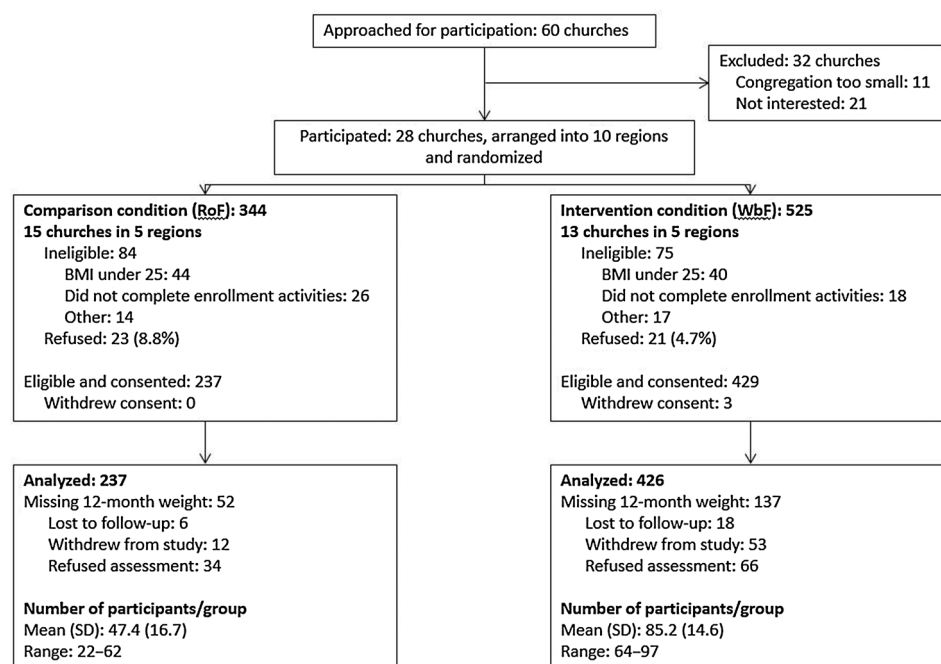 Approached for participation: 60 churches
Excluded: 32 churches
Congregation too small: 11
Not interested: 21
Participated: 28 churches, arranged into 10 regions
and randomized
Comparison condition (RoF): 344
15 churches in 5 regions
Ineligible: 84
BMI under 25: 44
Did not complete enrollment activities: 26
Other: 14
Refused: 23 (8.8%)
Eligible and consented: 237
Withdrew consent: 0
Intervention condition (WbF): 525
13 churches in 5 regions
Ineligible: 75
BMI under 25: 40
Did not complete enrollment activities: 18
Other: 17
Refused: 21 (4.7%)
Eligible and consented: 429
Withdrew consent: 3
Analyzed: 237
Missing 12-month weight: 52
Lost to follow-up: 6
Withdrew from study: 12
Refused assessment: 34
Number of participants/group
Mean (SD): 47.4 (16.7)
Range: 22–62
Analyzed: 426
Missing 12-month weight: 137
Lost to follow-up: 18
Withdrew from study: 53
Refused assessment: 66
Number of participants/group
Mean (SD): 85.2 (14.6)
Range: 64–97